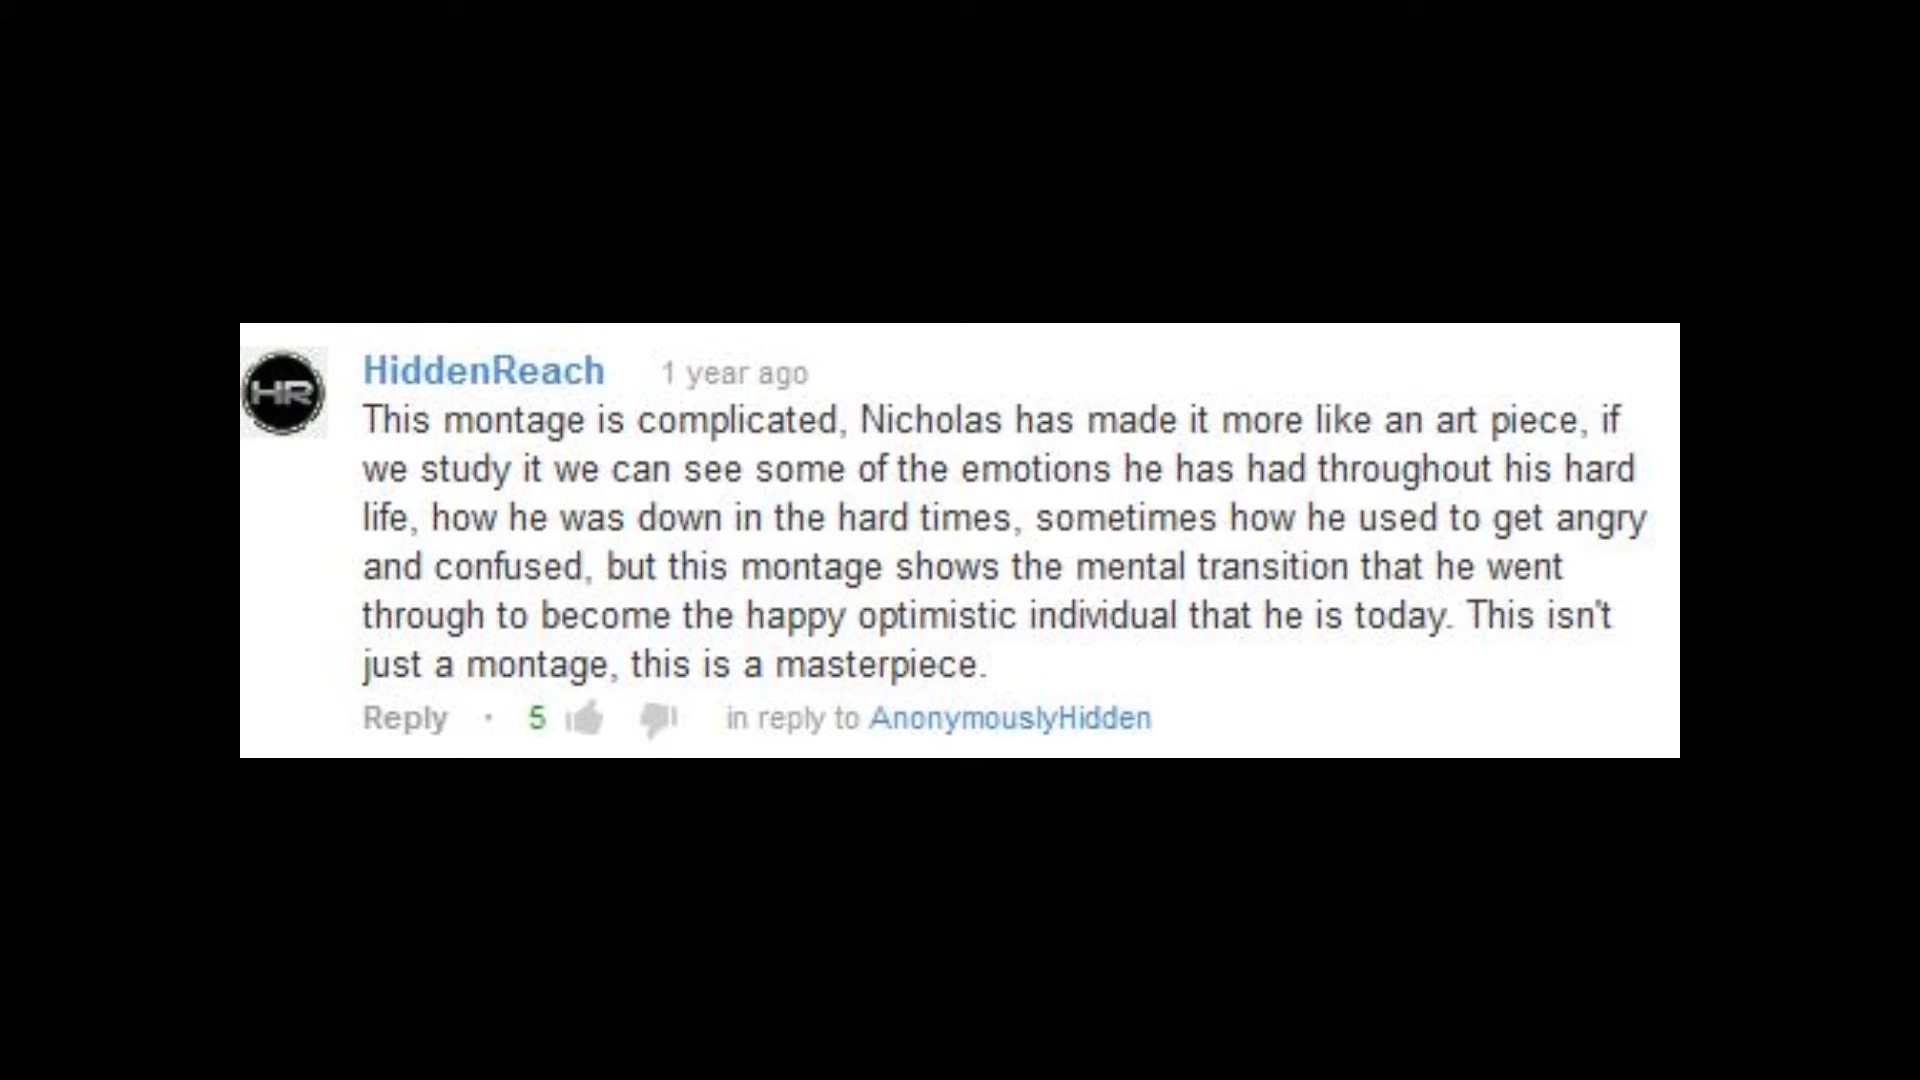 HR
HiddenReach 1 year ago
This montage is complicated, Nicholas has made it more like an art piece, if
we study it we can see some of the emotions he has had throughout his hard
life, how he was down in the hard times, sometimes how he used to get angry
and confused, but this montage shows the mental transition that he went
through to become the happy optimistic individual that he is today. This isn't
just a montage, this is a masterpiece.
Reply · 5 in reply to AnonymouslyHidden